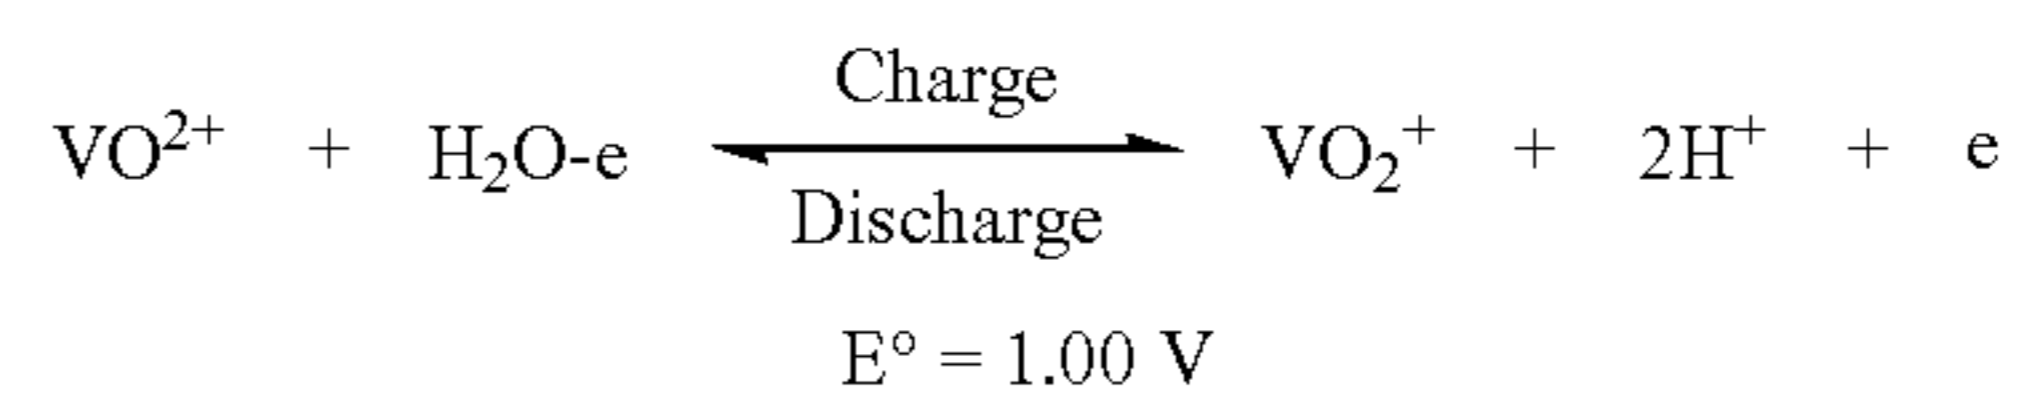 Charge
VO²⁺ + H₂O-e ⇌ VO₂⁺ + 2H⁺ + e
Discharge
E° = 1.00 V